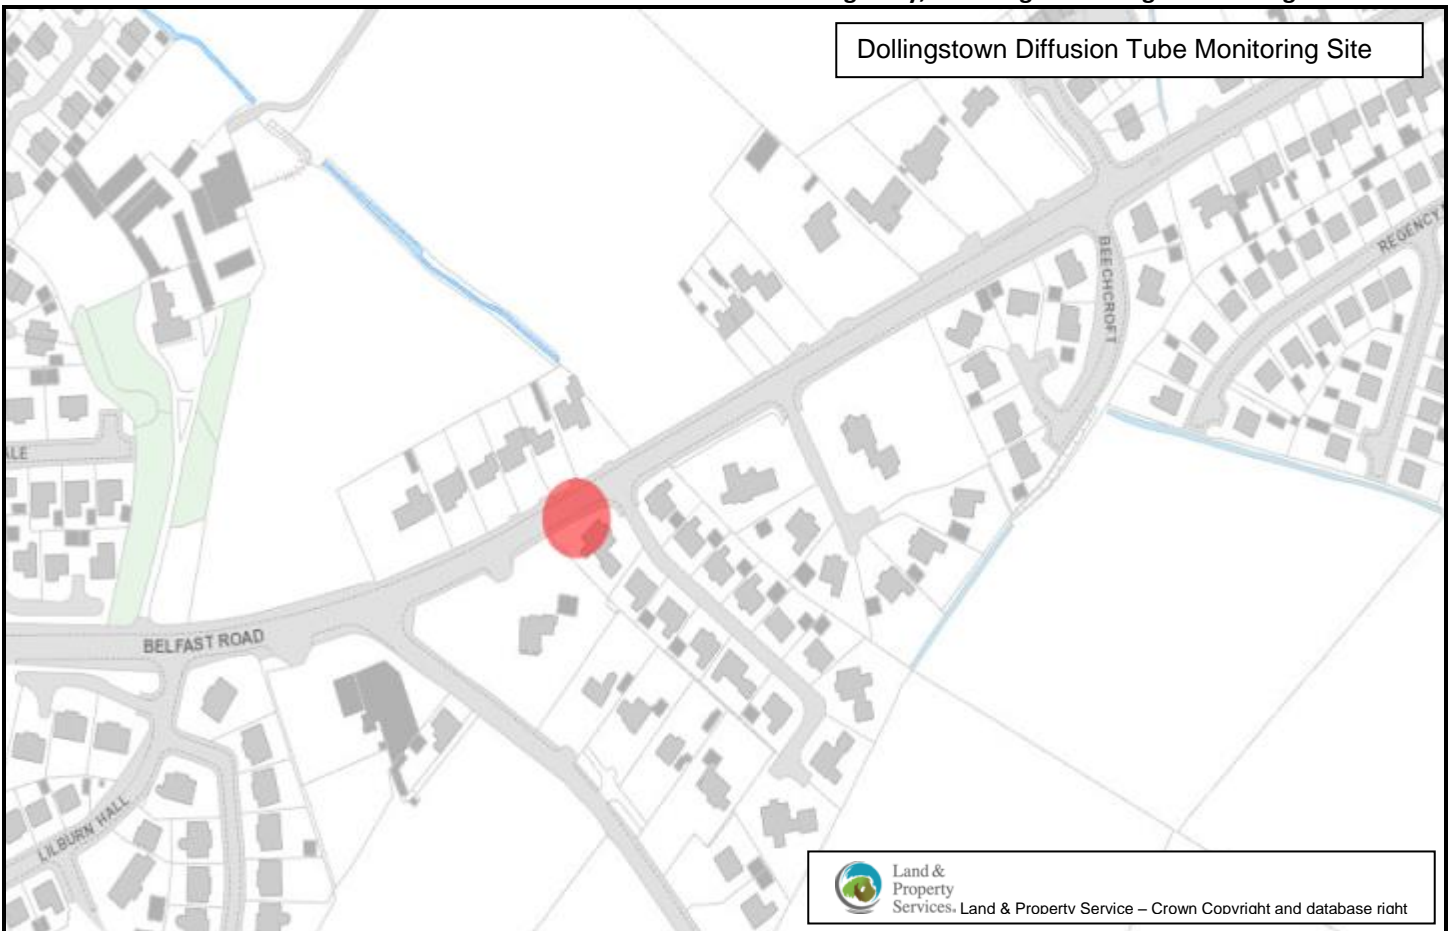 Dollingstown Diffusion Tube Monitoring Site
BEECHCROFT
REGENCY
BELFAST ROAD
LILBURN HALL
Land &
Property
Services. Land & Property Service – Crown Copyright and database right